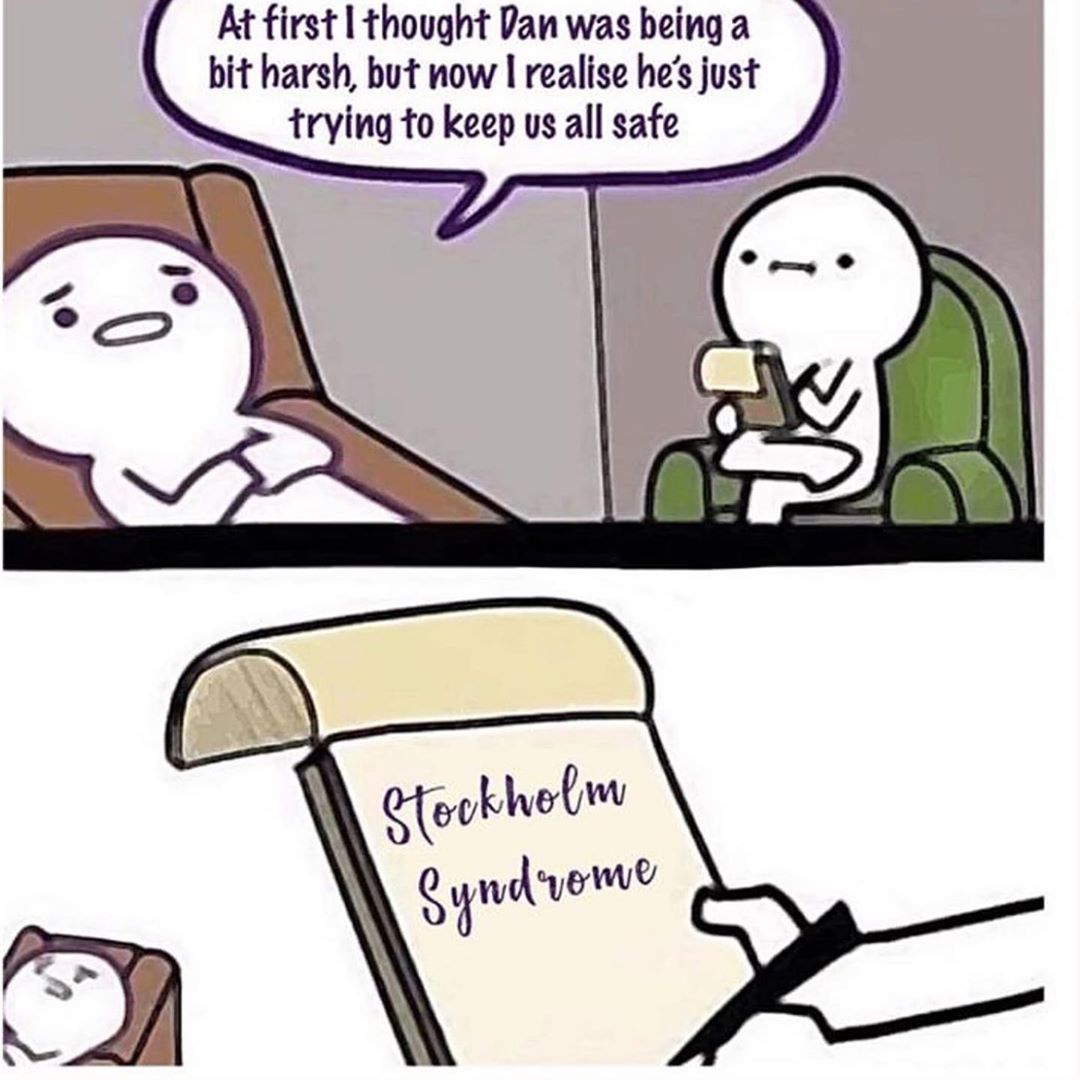 At first I thought Dan was being a
bit harsh, but now I realise he's just
trying to keep us all safe
Stockholm
Syndrome